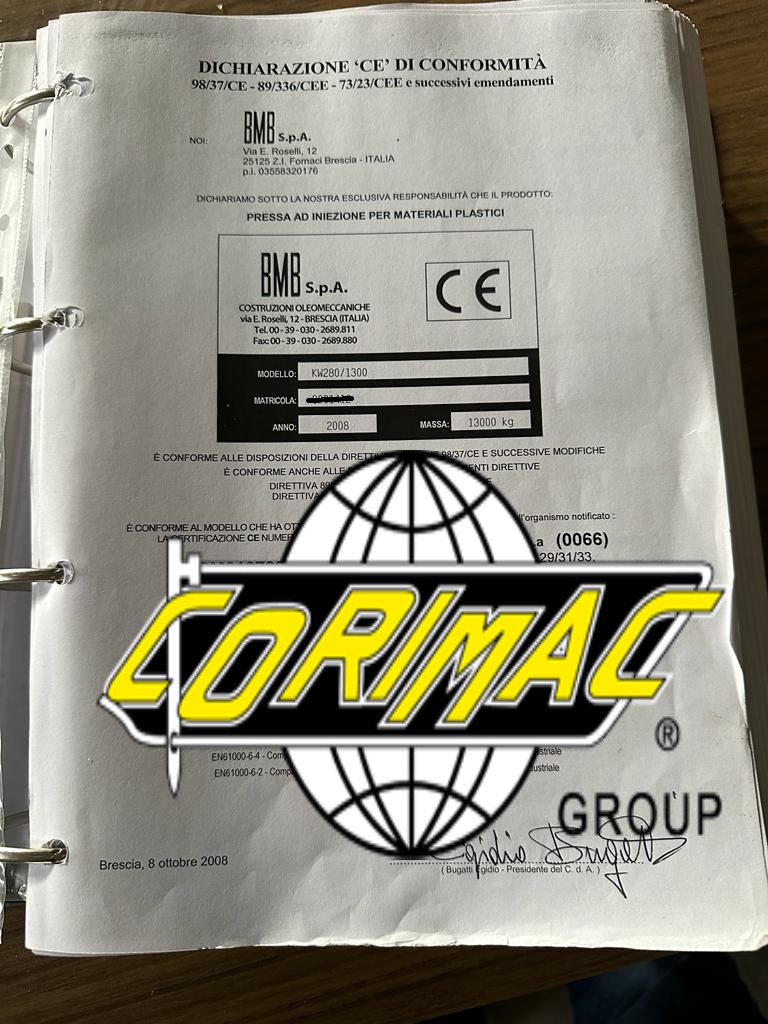 DICHIARAZIONE ‘CE’ DI CONFORMITÀ
98/37/CE - 89/336/CEE - 73/23/CEE e successivi emendamenti
NOI: BMB S.p.A.
Via E. Roselli, 12
25125 Z.I. Fornaci Brescia - ITALIA
p.i. 03558320176
DICHIARIAMO SOTTO LA NOSTRA ESCLUSIVA RESPONSABILITÀ CHE IL PRODOTTO:
PRESSA AD INIEZIONE PER MATERIALI PLASTICI
BMB S.p.A.
CE
COSTRUZIONI OLEOMECCANICHE
via E. Roselli, 12 - BRESCIA (ITALIA)
Tel. 00 - 39 - 030 - 2689.811
Fax: 00 - 39 - 030 - 2689.880
MODELLO: KW280/1300
MATRICOLA:
ANNO: 2008 MASSA: 13000 kg
È CONFORME ALLE DISPOSIZIONI DELLA 98/37/CE E SUCCESSIVE MODIFICHE
È CONFORME ANCHE ALLE DIRETTIVE
DIRETTIVA
DIRETTIVA
È CONFORME AL MODELLO CHE HA notificato :
LA CERTIFICAZIONE CE (0066)
29/31/33,
CORIMAC
®
EN61000-6-4 -
EN61000-6-2 -
GROUP
Brescia, 8 ottobre 2008
( Bugatti Egidio - Presidente del C. d. A. )